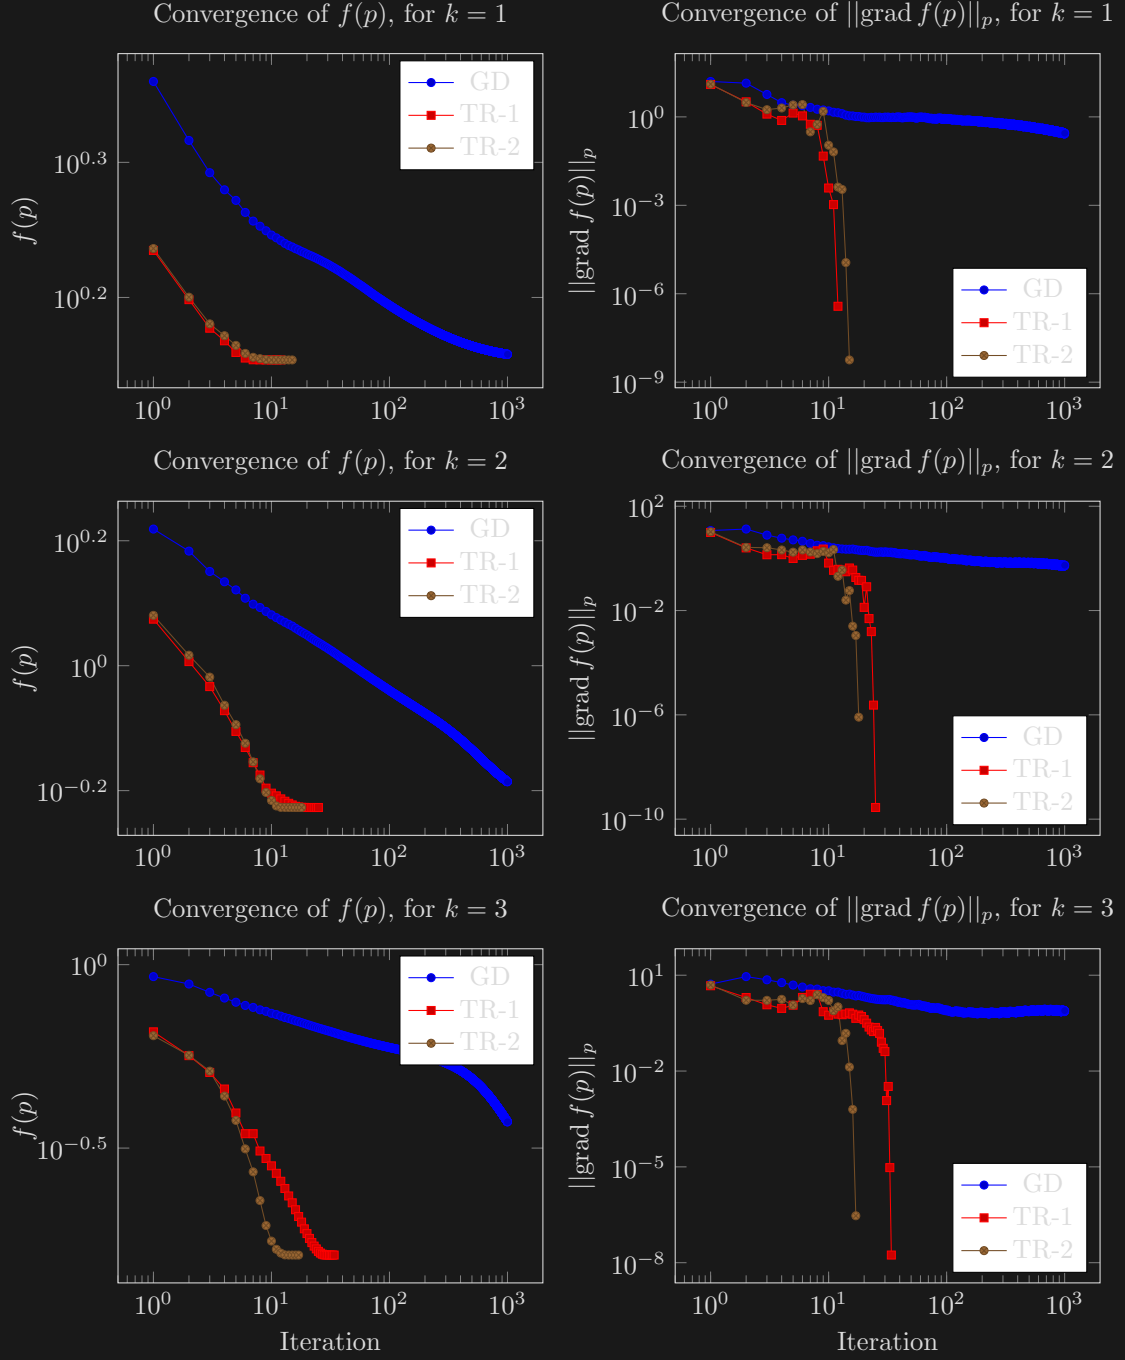 Convergence of f(p), for k = 1
10^0.3
10^0.2
f(p)
10^0 10^1 10^2 10^3
GD
TR-1
TR-2
Convergence of ||grad f(p)||_p, for k = 1
10^0
10^−3
10^−6
10^−9
||grad f(p)||_p
10^0 10^1 10^2 10^3
GD
TR-1
TR-2
Convergence of f(p), for k = 2
10^0.2
10^0
10^−0.2
f(p)
10^0 10^1 10^2 10^3
GD
TR-1
TR-2
Convergence of ||grad f(p)||_p, for k = 2
10^2
10^−2
10^−6
10^−10
||grad f(p)||_p
10^0 10^1 10^2 10^3
GD
TR-1
TR-2
Convergence of f(p), for k = 3
10^0
10^−0.5
f(p)
10^0 10^1 10^2 10^3
Iteration
GD
TR-1
TR-2
Convergence of ||grad f(p)||_p, for k = 3
10^1
10^−2
10^−5
10^−8
||grad f(p)||_p
10^0 10^1 10^2 10^3
Iteration
GD
TR-1
TR-2